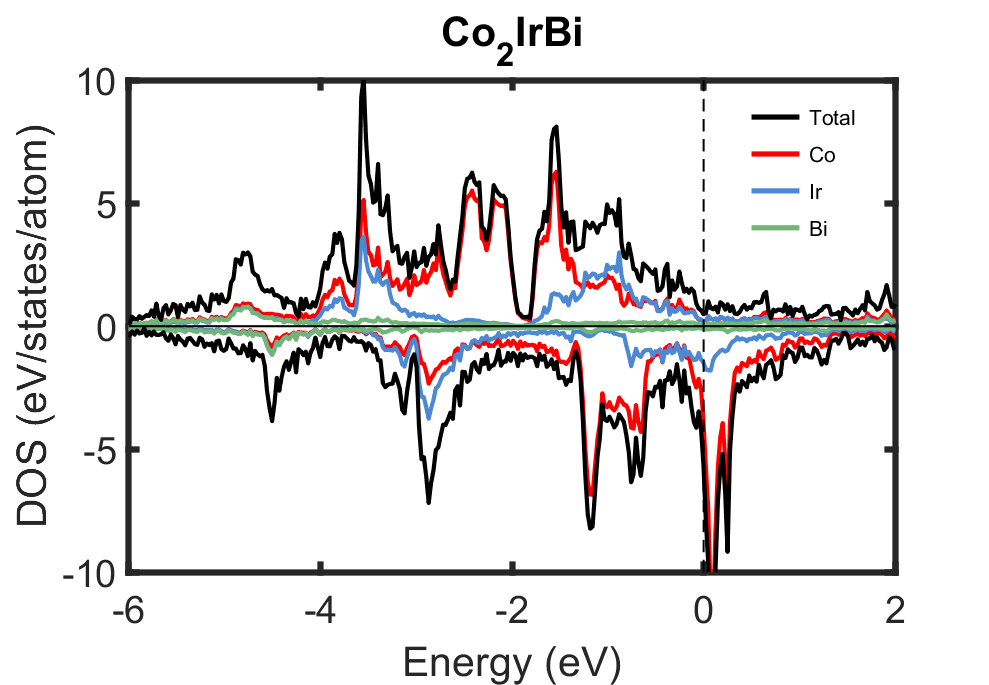 Co2IrBi
DOS (eV/states/atom)
10
5
0
-5
-10
Total
Co
Ir
Bi
-6 -4 -2 0 2
Energy (eV)